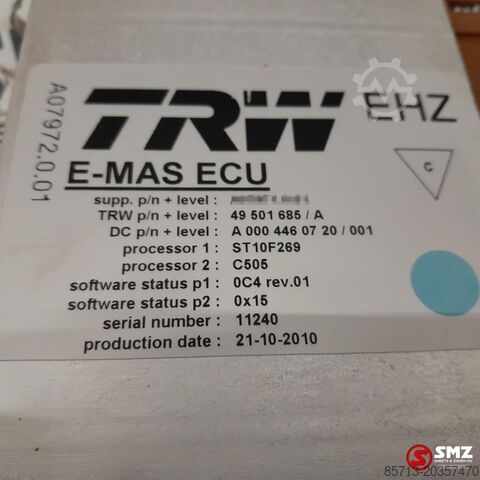 TRW EHZ
A07972.0.01
E-MAS ECU
C
supp. p/n + level :
TRW p/n + level : 49 501 685 / A
DC p/n + level : A 000 446 07 20 / 001
processor 1 : ST10F269
processor 2 : C505
software status p1 : 0C4 rev.01
software status p2 : 0x15
serial number : 11240
production date : 21-10-2010
SMZ
85713-20357470